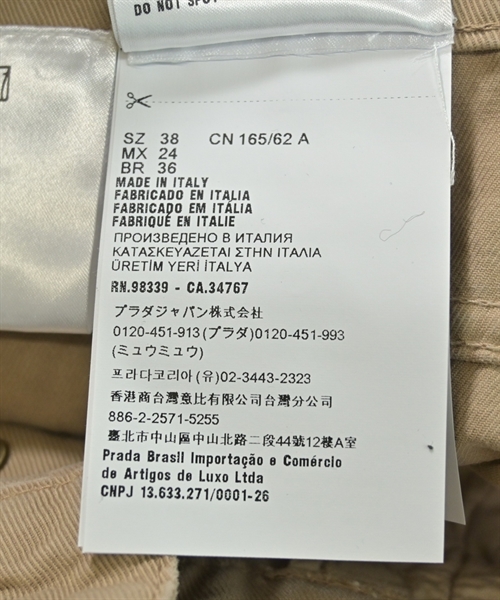 DO NOT SPOT
SZ 38 CN 165/62 A
MX 24
BR 36
MADE IN ITALY
FABRICADO EN ITALIA
FABRICADO EM ITÁLIA
FABRIQUÉ EN ITALIE
ПРОИЗВЕДЕНО В ИТАЛИЯ
ΚΑΤΑΣΚΕΥΑΖΕΤΑΙ ΣΤΗΝ ΙΤΑΛΙΑ
ÜRETİM YERİ İTALYA
RN.98339 - CA.34767
プラダジャパン株式会社
0120-451-913(プラダ)0120-451-993
(ミュウミュウ)
프라다코리아(유)02-3443-2323
香港商台灣意比有限公司台灣分公司
886-2-2571-5255
臺北市中山區中山北路二段44號12樓A室
Prada Brasil Importação e Comércio
de Artigos de Luxo Ltda
CNPJ 13.633.271/0001-26